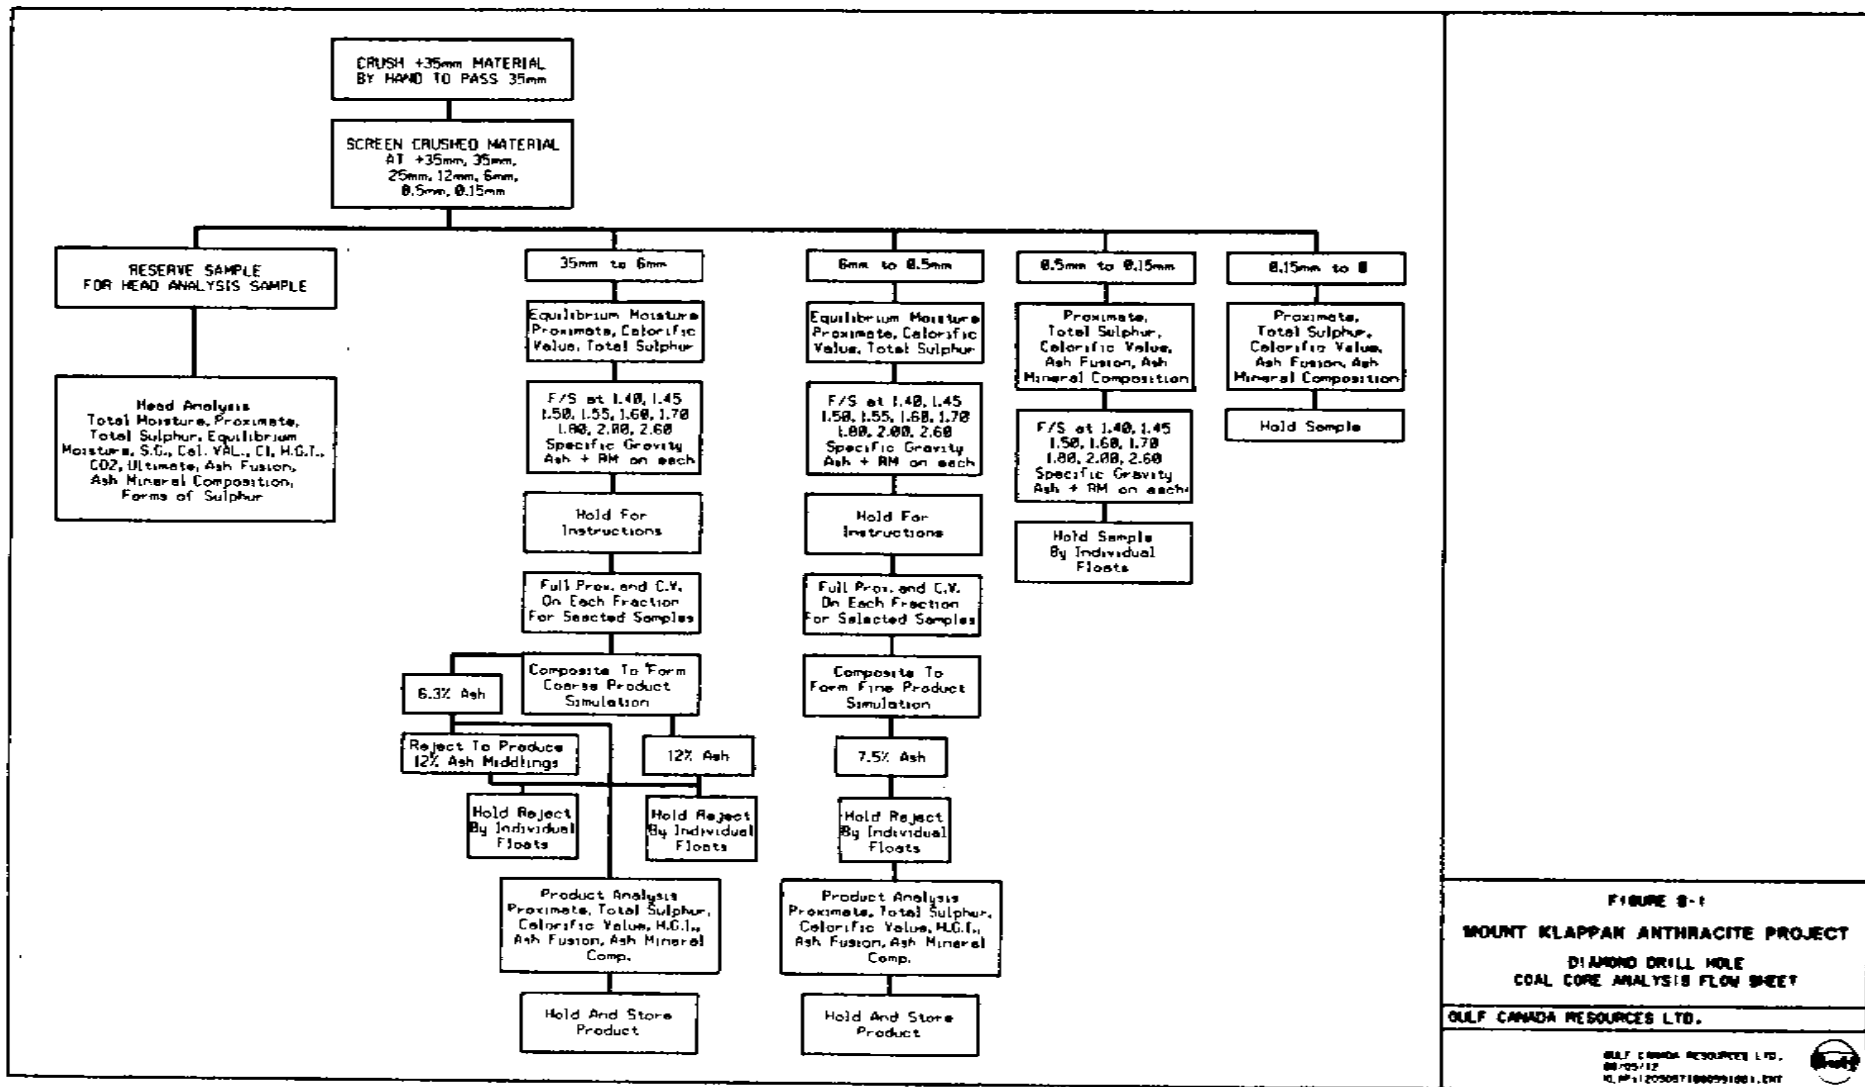 CRUSH +35mm MATERIAL
BY HAND TO PASS 35mm
SCREEN CRUSHED MATERIAL
AT +35mm, 35mm,
25mm, 12mm, 6mm,
0.5mm, 0.15mm
RESERVE SAMPLE
FOR HEAD ANALYSIS SAMPLE
Head Analysis
Total Moisture, Proximate,
Total Sulphur, Equilibrium
Moisture, S.G., Cal. VAL., Cl, H.G.I.,
CO2, Ultimate, Ash Fusion,
Ash Mineral Composition,
Forms of Sulphur
35mm to 6mm
Equilibrium Moisture
Proximate, Calorific
Value, Total Sulphur
F/S at 1.40, 1.45
1.50, 1.55, 1.60, 1.70
1.80, 2.00, 2.60
Specific Gravity
Ash + RM on each
Hold For
Instructions
Full Prox. and C.V.
On Each Fraction
For Seected Samples
Composite To Form
Coarse Product
Simulation
6.3% Ash
Reject To Produce
12% Ash Middlings
12% Ash
Hold Reject
By Individual
Floats
Hold Reject
By Individual
Floats
Product Analysis
Proximate, Total Sulphur,
Calorific Value, H.G.I.,
Ash Fusion, Ash Mineral
Comp.
Hold And Store
Product
6mm to 0.5mm
Equilibrium Moisture
Proximate, Calorific
Value, Total Sulphur
F/S at 1.40, 1.45
1.50, 1.55, 1.60, 1.70
1.80, 2.00, 2.60
Specific Gravity
Ash + RM on each
Hold For
Instructions
Full Prox. and C.V.
On Each Fraction
For Selected Samples
Composite To
Form Fine Product
Simulation
7.5% Ash
Hold Reject
By Individual
Floats
Product Analysis
Proximate, Total Sulphur,
Calorific Value, H.G.I.,
Ash Fusion, Ash Mineral
Comp.
Hold And Store
Product
0.5mm to 0.15mm
Proximate,
Total Sulphur,
Calorific Value,
Ash Fusion, Ash
Mineral Composition
F/S at 1.40, 1.45
1.50, 1.60, 1.70
1.80, 2.00, 2.60
Specific Gravity
Ash + RM on each
Hold Sample
By Individual
Floats
0.15mm to 0
Proximate,
Total Sulphur,
Calorific Value,
Ash Fusion, Ash
Mineral Composition
Hold Sample
FIGURE
MOUNT KLAPPAN ANTHRACITE PROJECT
DIAMOND DRILL HOLE
COAL CORE ANALYSIS FLOW SHEET
GULF CANADA RESOURCES LTD.
GULF CANADA RESOURCES LTD.